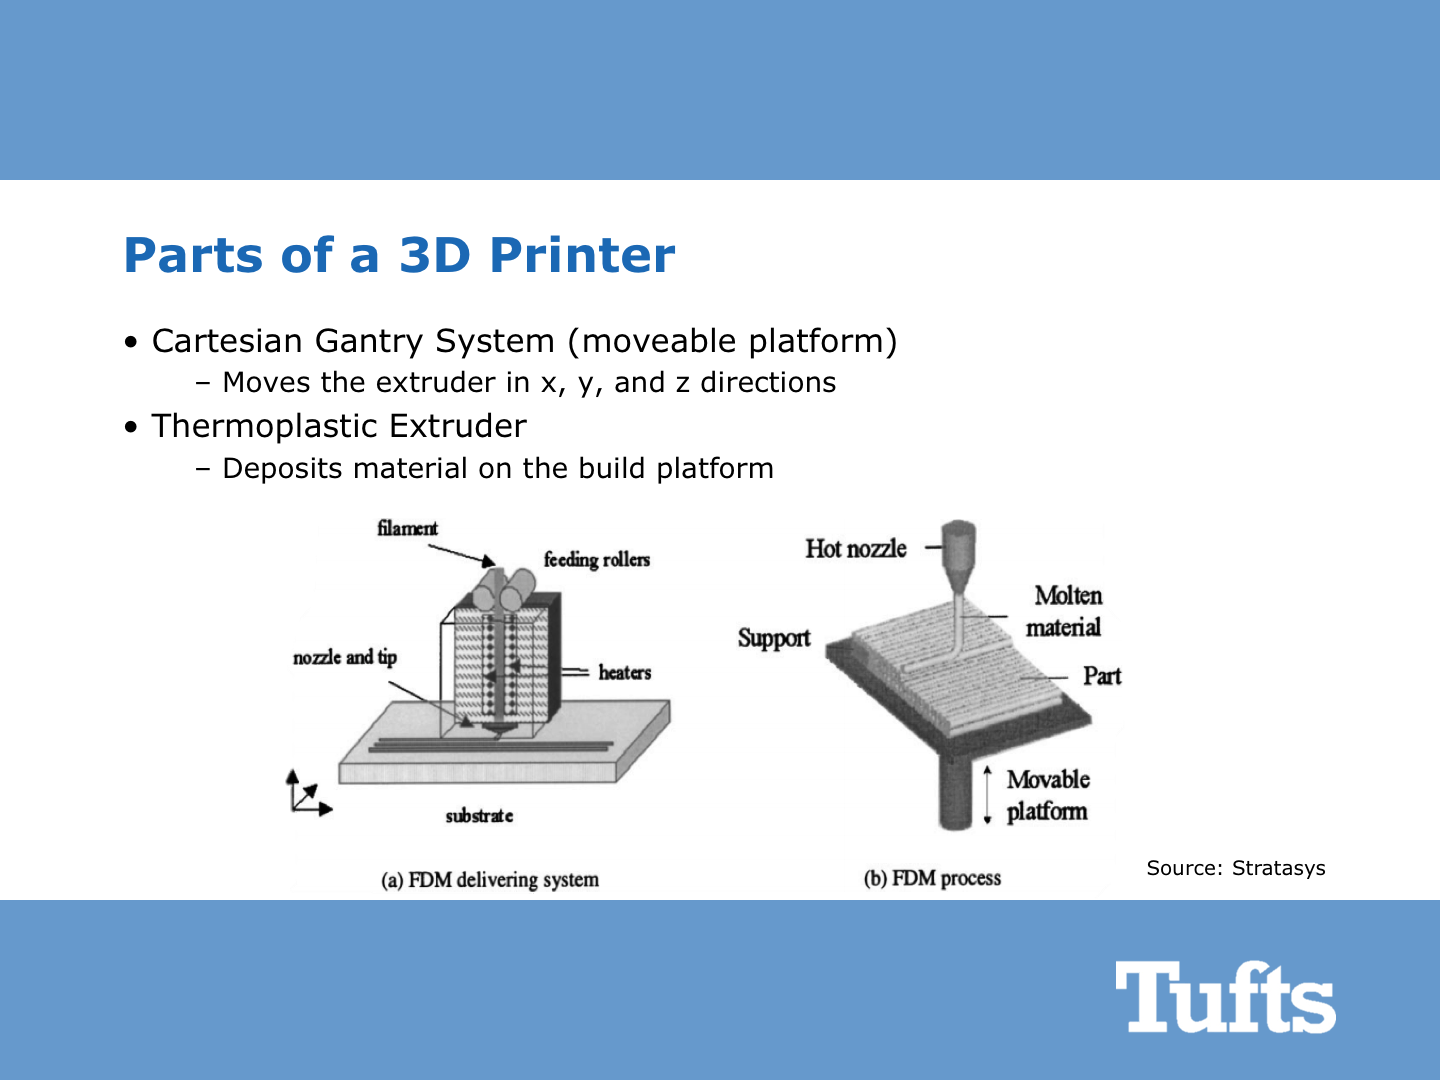 Parts of a 3D Printer
• Cartesian Gantry System (moveable platform)
– Moves the extruder in x, y, and z directions
• Thermoplastic Extruder
– Deposits material on the build platform
filament
feeding rollers
nozzle and tip
heaters
substrate
(a) FDM delivering system
Hot nozzle
Molten
material
Support
Part
Movable
platform
(b) FDM process
Source: Stratasys
Tufts